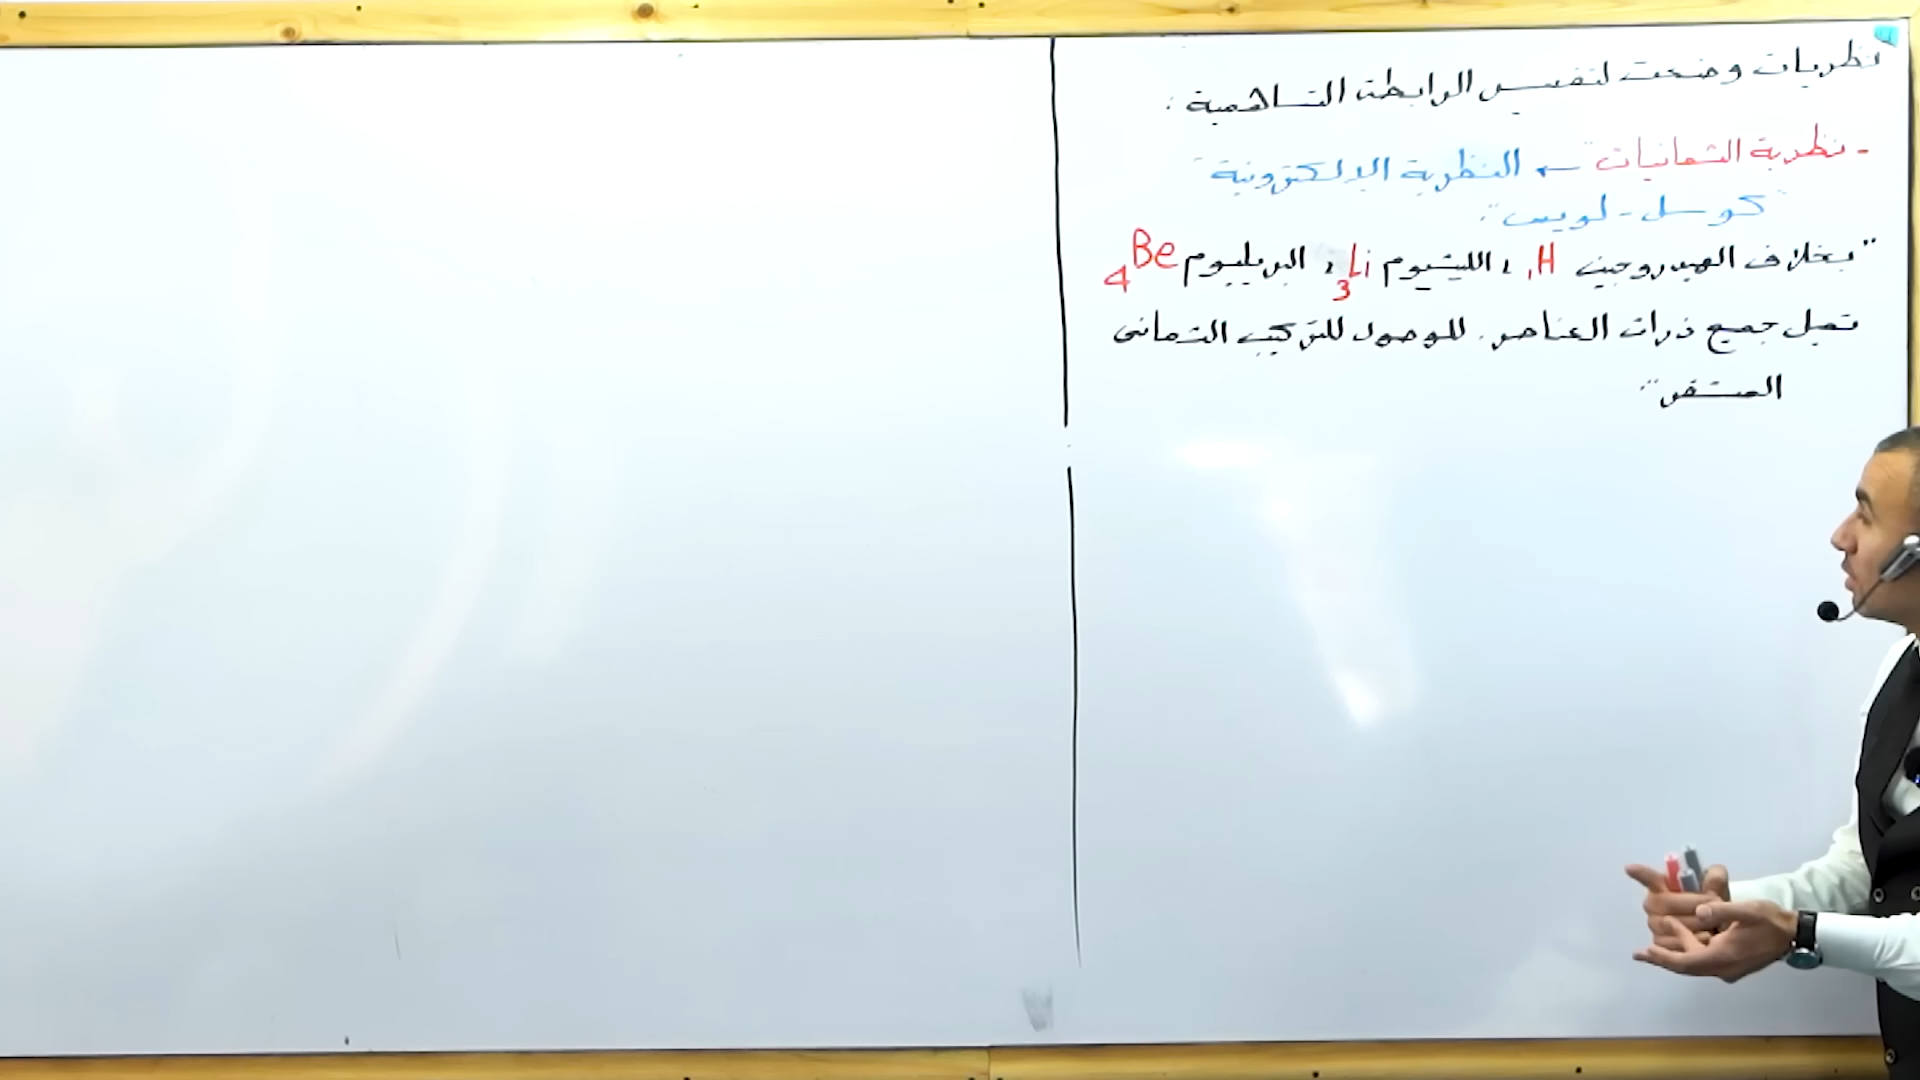 نظريات وضعت لتفسير الرابطة التساهمية :
- نظرية الثمانيات ← النظرية الإلكترونية "
" كوسل - لويس ":
" بخلاف الهيدروجين ₁H ، الليثيوم ₃Li ، البريليوم ₄Be
تميل جميع ذرات العناصر للوصول للتركيب الثماني
المستقر "